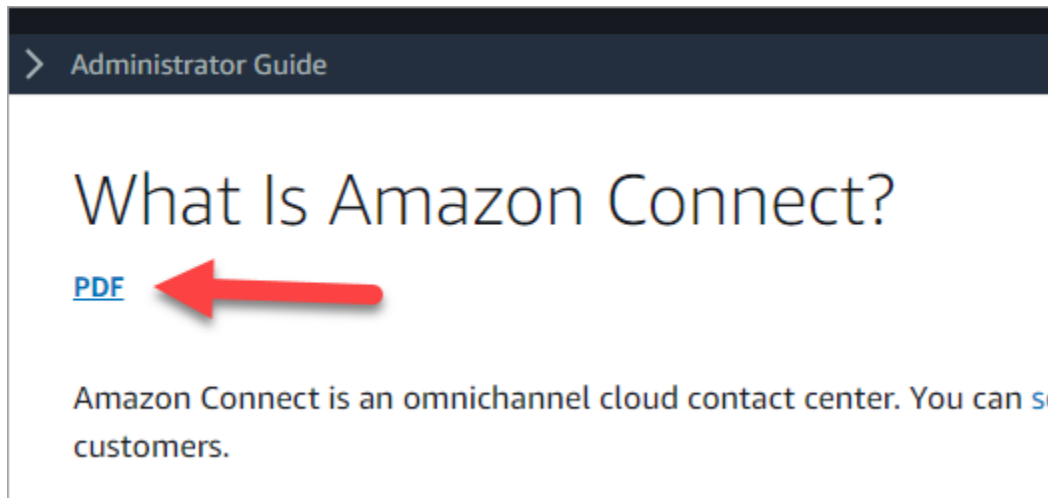 Administrator Guide
What Is Amazon Connect?
PDF
Amazon Connect is an omnichannel cloud contact center. You can
customers.